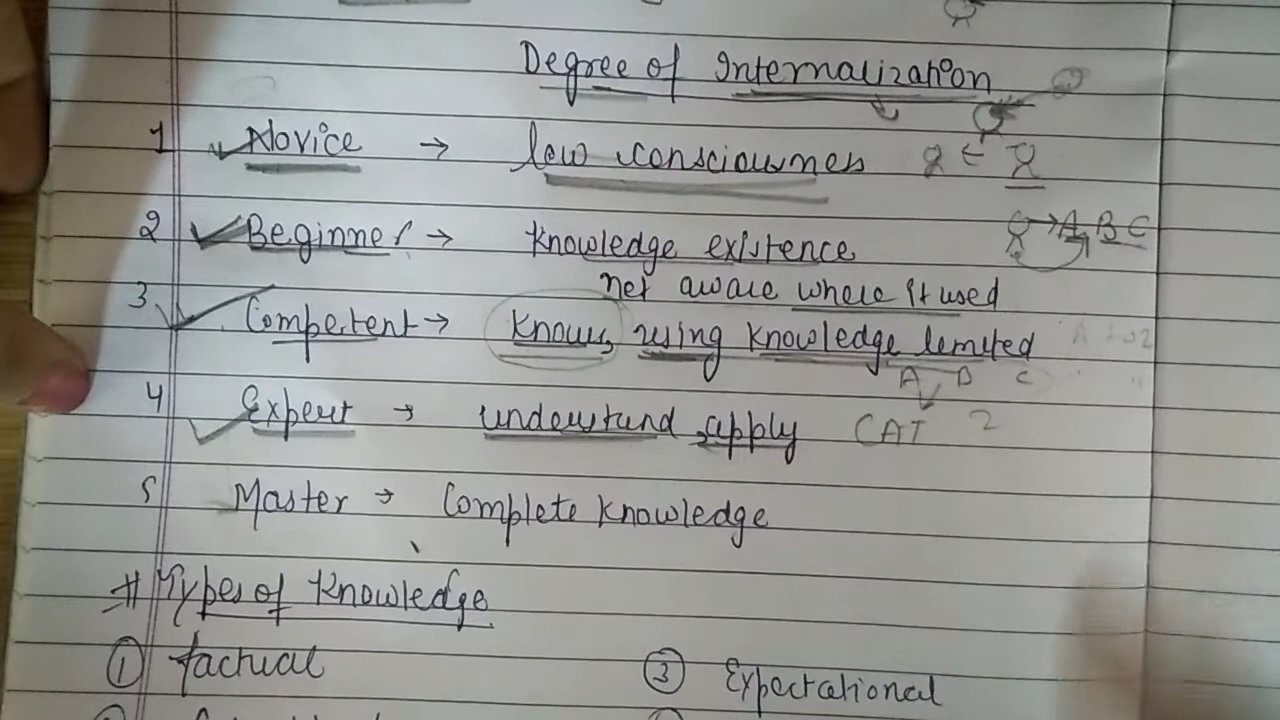 Degree of Internalization
1 Novice → low consciousness
2 Beginner → Knowledge existence → A, B C
not aware where it used
3 Competent → Knows, using Knowledge limited
A B C
4 Expert → understand, apply CAT 2
5 Master → Complete Knowledge
# Types of Knowledge
① factual ③ Expectational